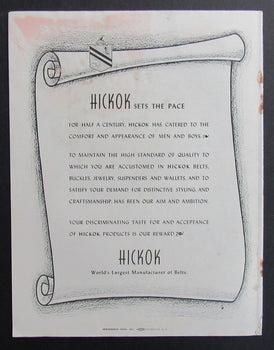 HICKOK SETS THE PACE
FOR HALF A CENTURY, HICKOK HAS CATERED TO THE
COMFORT AND APPEARANCE OF MEN AND BOYS.
TO MAINTAIN THE HIGH STANDARD OF QUALITY TO
WHICH YOU ARE ACCUSTOMED IN HICKOK BELTS,
BUCKLES, JEWELRY, SUSPENDERS AND WALLETS, AND TO
SATISFY YOUR DEMAND FOR DISTINCTIVE STYLING, AND
CRAFTSMANSHIP, HAS BEEN OUR AIM AND AMBITION.
YOUR DISCRIMINATING TASTE FOR AND ACCEPTANCE
OF HICKOK PRODUCTS IS OUR REWARD.
HICKOK
World's Largest Manufacturer of Belts